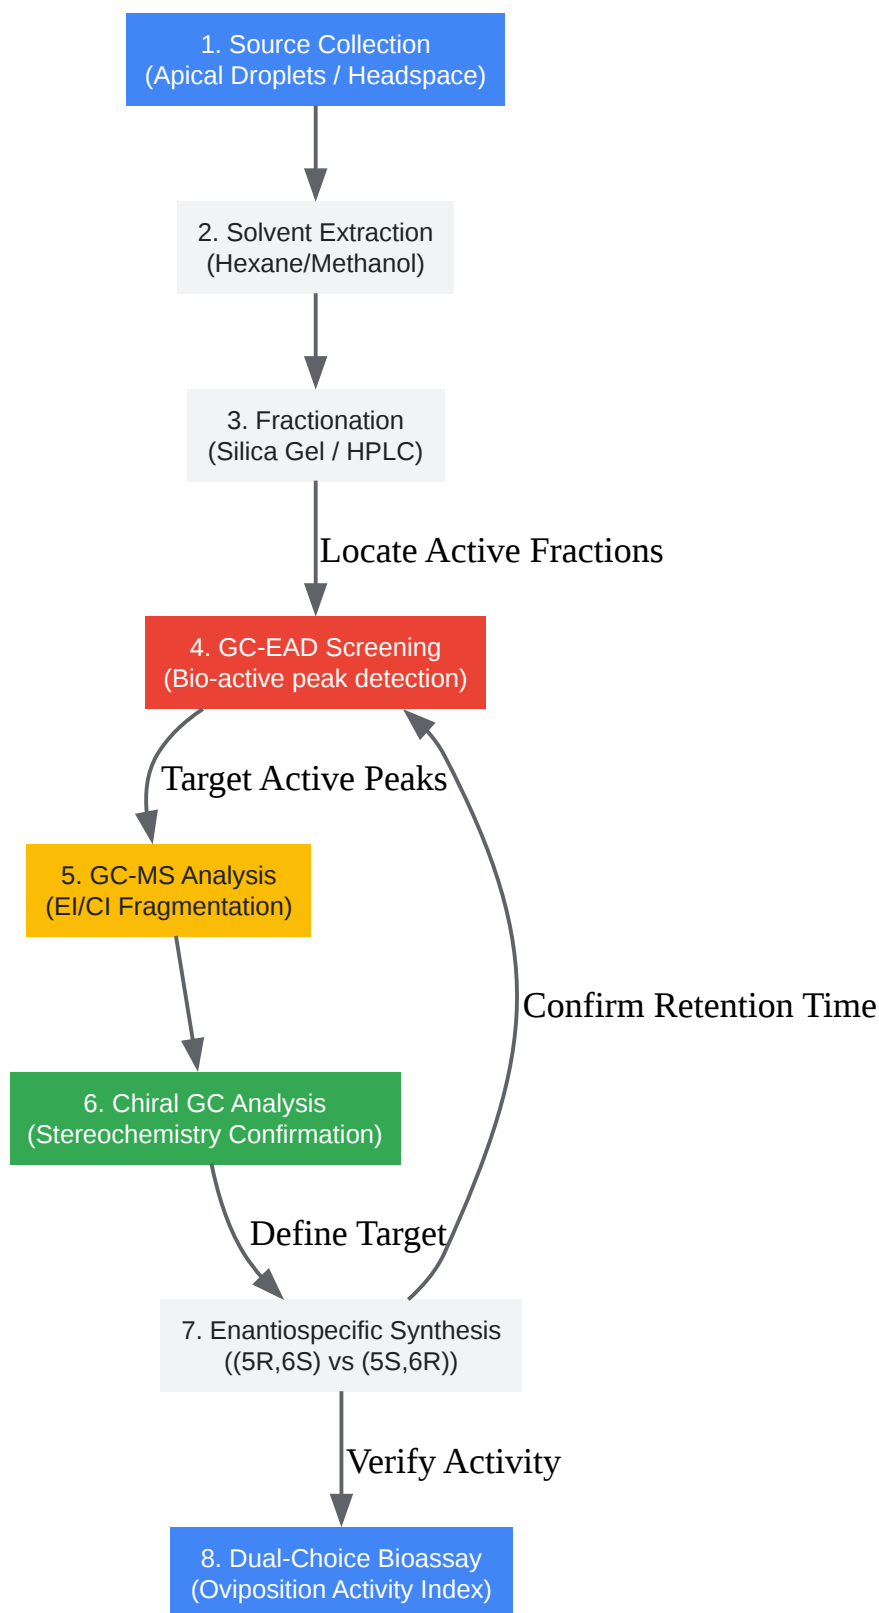 1. Source Collection
(Apical Droplets / Headspace)
2. Solvent Extraction
(Hexane/Methanol)
3. Fractionation
(Silica Gel / HPLC)
Locate Active Fractions
4. GC-EAD Screening
(Bio-active peak detection)
Target Active Peaks
5. GC-MS Analysis
(EI/CI Fragmentation)
Confirm Retention Time
6. Chiral GC Analysis
(Stereochemistry Confirmation)
Define Target
7. Enantiospecific Synthesis
((5R,6S) vs (5S,6R))
Verify Activity
8. Dual-Choice Bioassay
(Oviposition Activity Index)